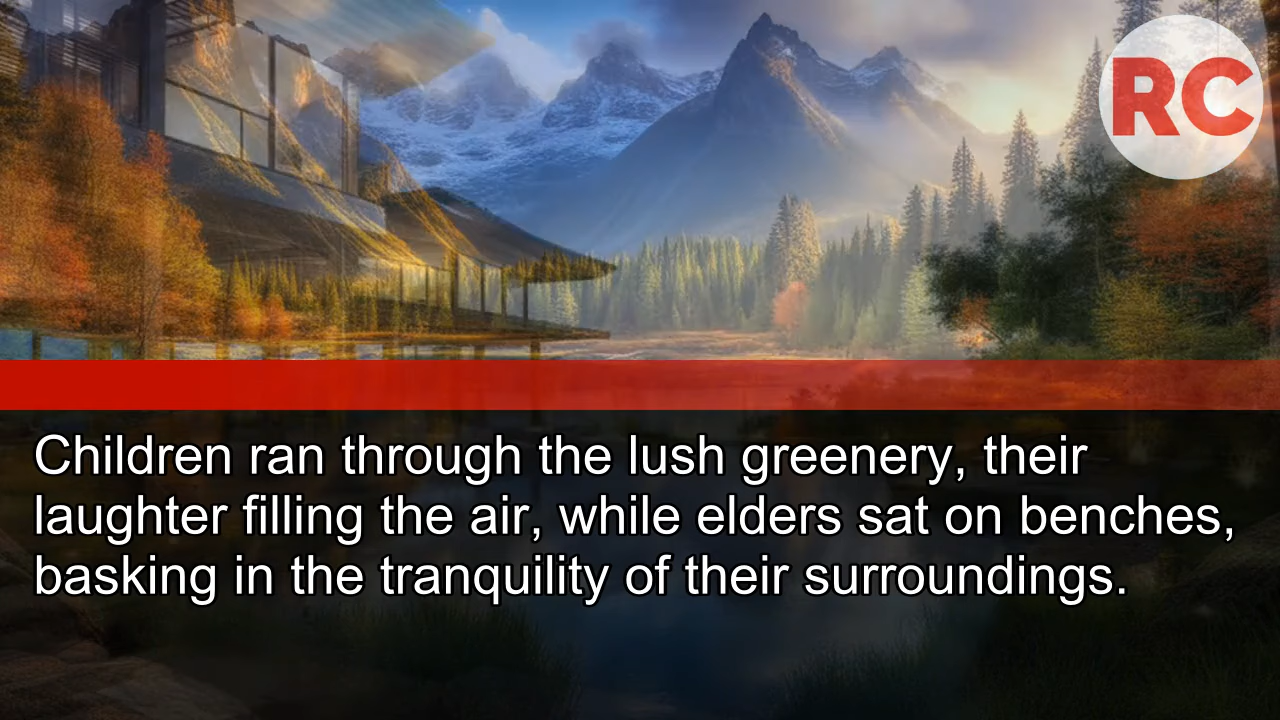 RC
Children ran through the lush greenery, their
laughter filling the air, while elders sat on benches,
basking in the tranquility of their surroundings.